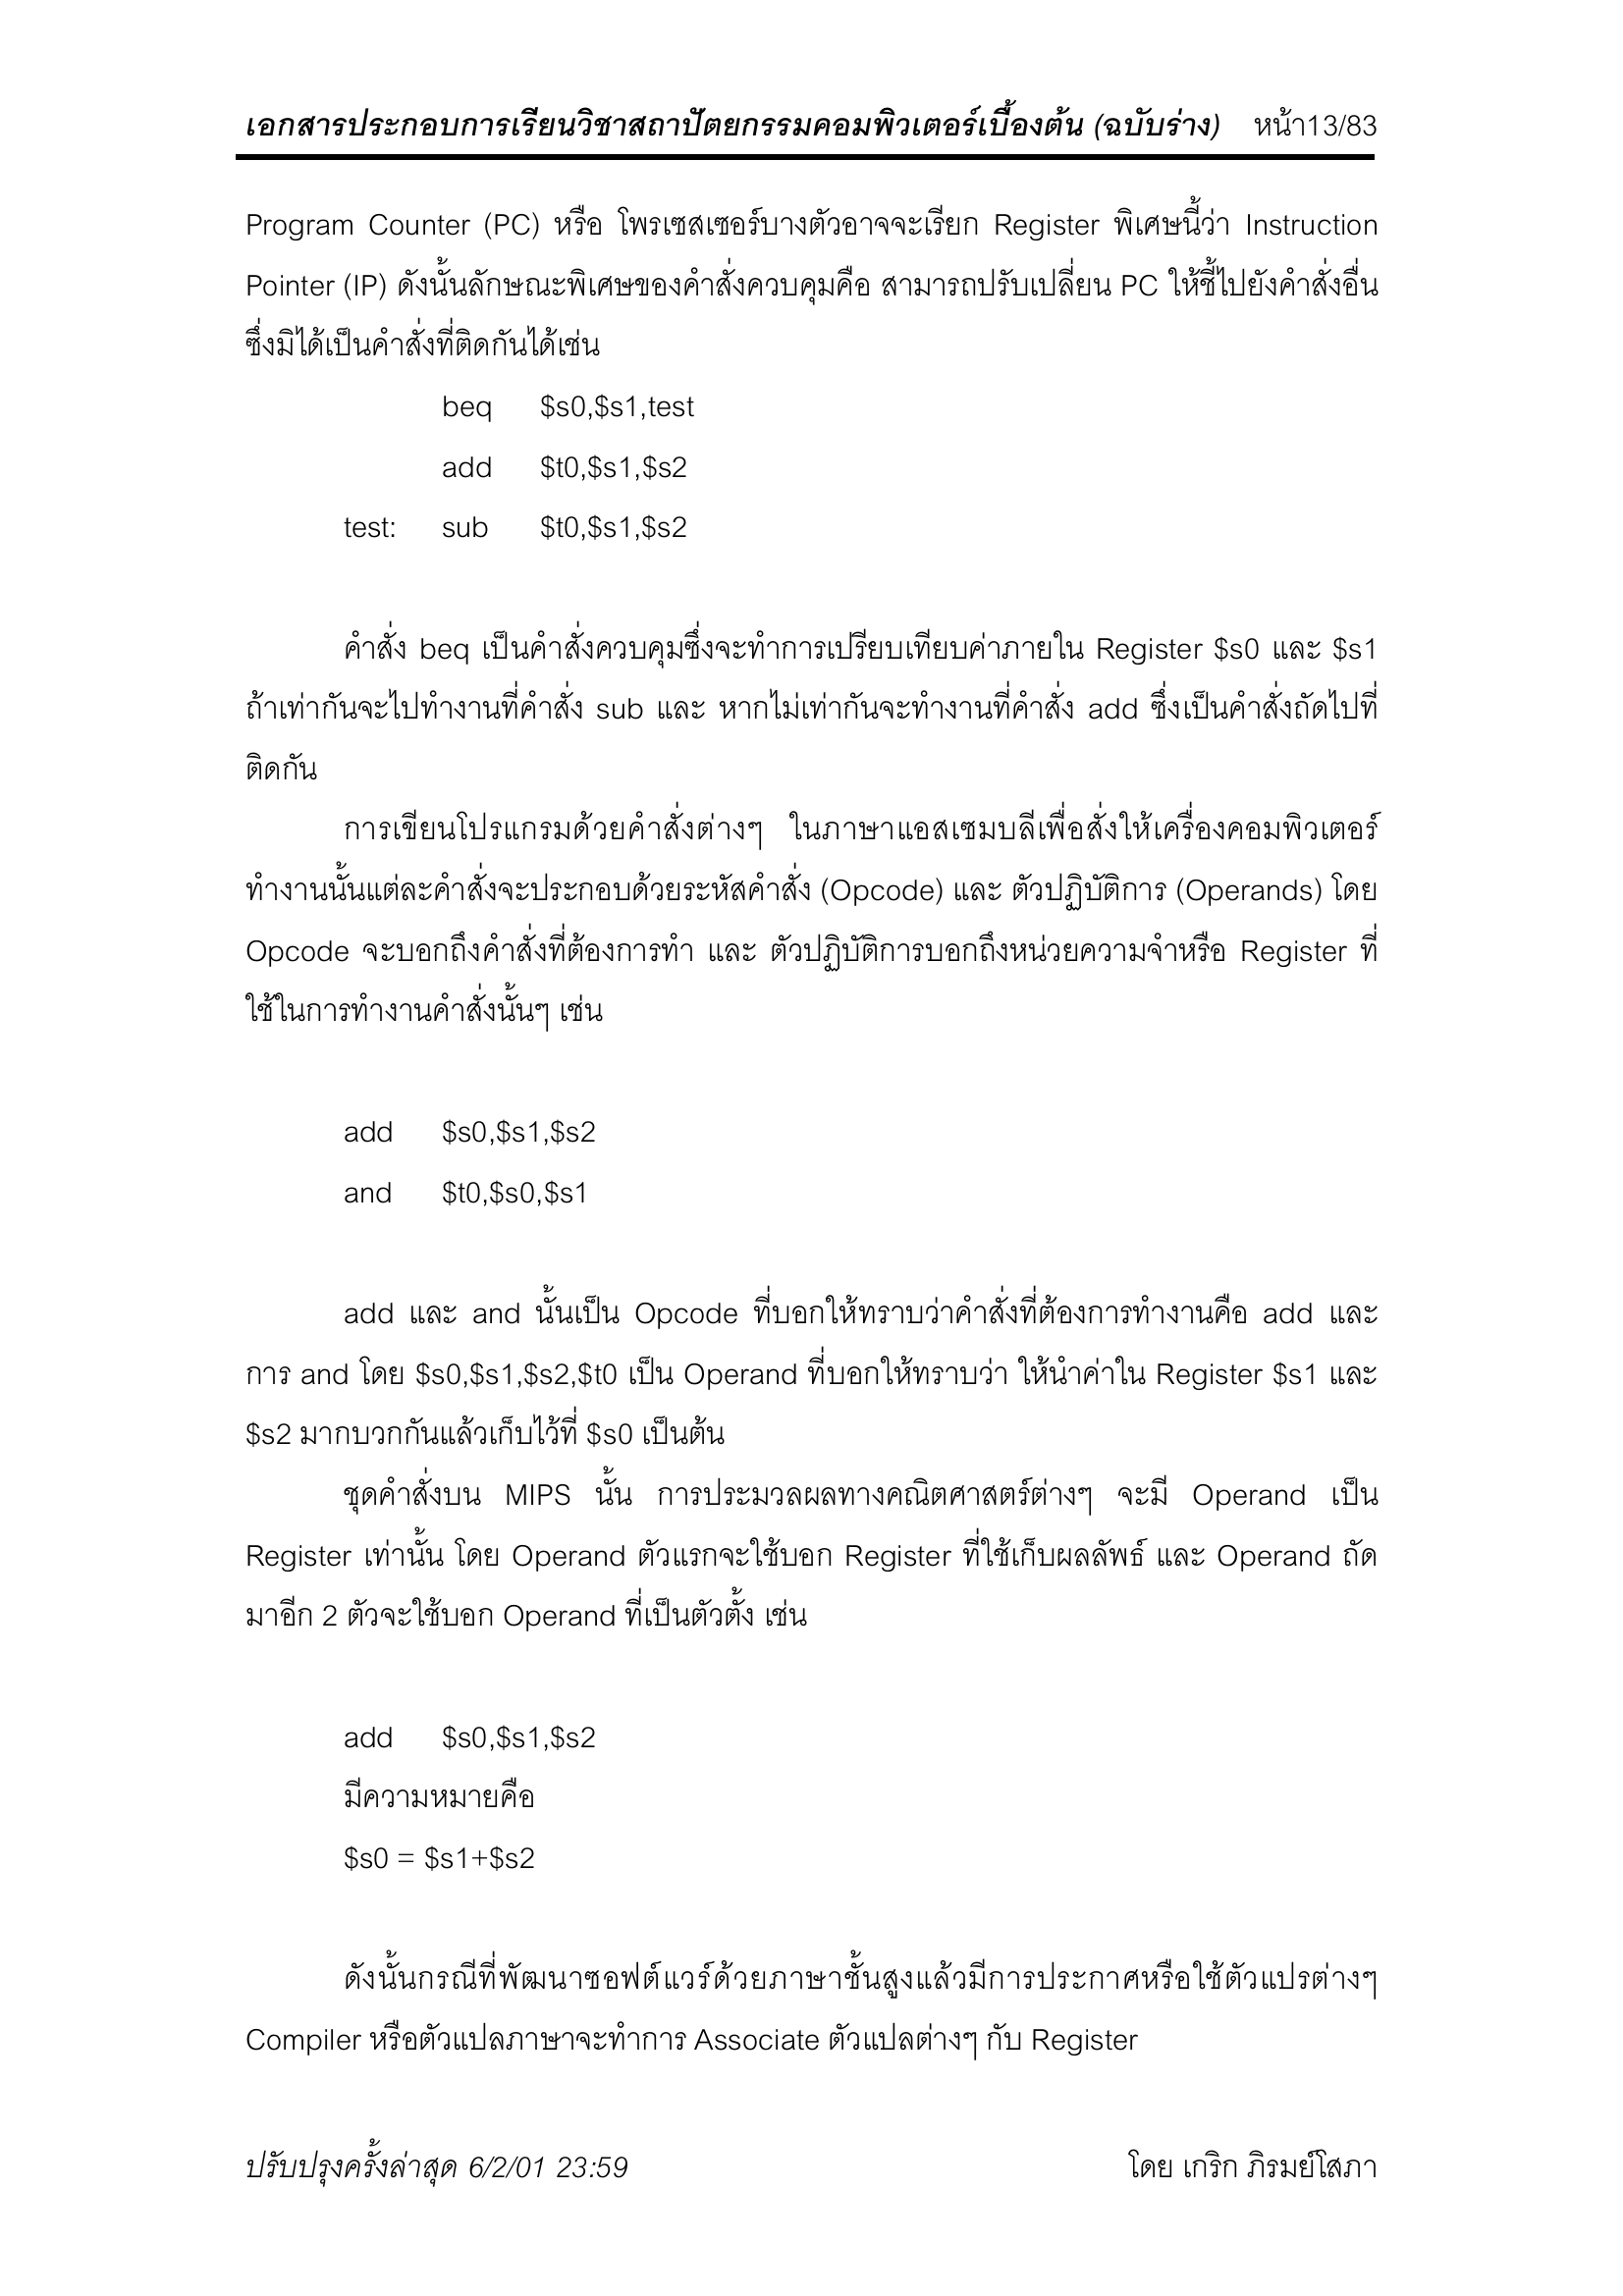 เอกสารประกอบการเรียนวิชาสถาปัตยกรรมคอมพิวเตอร์เบื้องต้น (ฉบับร่าง) หน้า13/83
Program Counter (PC) หรือ โพรเซสเซอร์บางตัวอาจจะเรียก Register พิเศษนี้ว่า Instruction
Pointer (IP) ดังนั้นลักษณะพิเศษของคำสั่งควบคุมคือ สามารถปรับเปลี่ยน PC ให้ชี้ไปยังคำสั่งอื่น
ซึ่งมิได้เป็นคำสั่งที่ติดกันได้เช่น
beq $s0,$s1,test
add $t0,$s1,$s2
test: sub $t0,$s1,$s2
คำสั่ง beq เป็นคำสั่งควบคุมซึ่งจะทำการเปรียบเทียบค่าภายใน Register $s0 และ $s1
ถ้าเท่ากันจะไปทำงานที่คำสั่ง sub และ หากไม่เท่ากันจะทำงานที่คำสั่ง add ซึ่งเป็นคำสั่งถัดไปที่
ติดกัน
การเขียนโปรแกรมด้วยคำสั่งต่างๆ ในภาษาแอสเซมบลีเพื่อสั่งให้เครื่องคอมพิวเตอร์
ทำงานนั้นแต่ละคำสั่งจะประกอบด้วยระหัสคำสั่ง (Opcode) และ ตัวปฏิบัติการ (Operands) โดย
Opcode จะบอกถึงคำสั่งที่ต้องการทำ และ ตัวปฏิบัติการบอกถึงหน่วยความจำหรือ Register ที่
ใช้ในการทำงานคำสั่งนั้นๆ เช่น
add $s0,$s1,$s2
and $t0,$s0,$s1
add และ and นั้นเป็น Opcode ที่บอกให้ทราบว่าคำสั่งที่ต้องการทำงานคือ add และ
การ and โดย $s0,$s1,$s2,$t0 เป็น Operand ที่บอกให้ทราบว่า ให้นำค่าใน Register $s1 และ
$s2 มากบวกกันแล้วเก็บไว้ที่ $s0 เป็นต้น
ชุดคำสั่งบน MIPS นั้น การประมวลผลทางคณิตศาสตร์ต่างๆ จะมี Operand เป็น
Register เท่านั้น โดย Operand ตัวแรกจะใช้บอก Register ที่ใช้เก็บผลลัพธ์ และ Operand ถัด
มาอีก 2 ตัวจะใช้บอก Operand ที่เป็นตัวตั้ง เช่น
add $s0,$s1,$s2
มีความหมายคือ
$s0 = $s1+$s2
ดังนั้นกรณีที่พัฒนาซอฟต์แวร์ด้วยภาษาชั้นสูงแล้วมีการประกาศหรือใช้ตัวแปรต่างๆ
Compiler หรือตัวแปลภาษาจะทำการ Associate ตัวแปลต่างๆ กับ Register
ปรับปรุงครั้งล่าสุด 6/2/01 23:59 โดย เกริก ภิรมย์โสภา